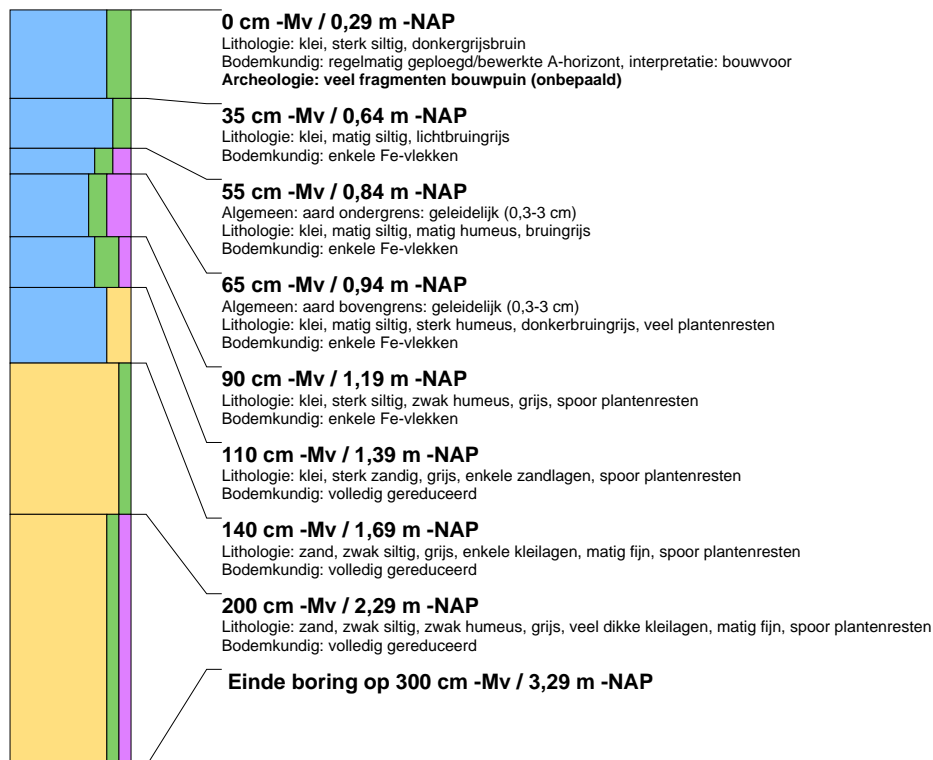 0 cm -Mv / 0,29 m -NAP
Lithologie: klei, sterk siltig, donkergrijsbruin
Bodemkundig: regelmatig geploegd/bewerkte A-horizont, interpretatie: bouwvoor
Archeologie: veel fragmenten bouwpuin (onbepaald)
35 cm -Mv / 0,64 m -NAP
Lithologie: klei, matig siltig, lichtbruingrijs
Bodemkundig: enkele Fe-vlekken
55 cm -Mv / 0,84 m -NAP
Algemeen: aard ondergrens: geleidelijk (0,3-3 cm)
Lithologie: klei, matig siltig, matig humeus, bruingrijs
Bodemkundig: enkele Fe-vlekken
65 cm -Mv / 0,94 m -NAP
Algemeen: aard bovengrens: geleidelijk (0,3-3 cm)
Lithologie: klei, matig siltig, sterk humeus, donkerbruingrijs, veel plantenresten
Bodemkundig: enkele Fe-vlekken
90 cm -Mv / 1,19 m -NAP
Lithologie: klei, sterk siltig, zwak humeus, grijs, spoor plantenresten
Bodemkundig: enkele Fe-vlekken
110 cm -Mv / 1,39 m -NAP
Lithologie: klei, sterk zandig, grijs, enkele zandlagen, spoor plantenresten
Bodemkundig: volledig gereduceerd
140 cm -Mv / 1,69 m -NAP
Lithologie: zand, zwak siltig, grijs, enkele kleilagen, matig fijn, spoor plantenresten
Bodemkundig: volledig gereduceerd
200 cm -Mv / 2,29 m -NAP
Lithologie: zand, zwak siltig, zwak humeus, grijs, veel dikke kleilagen, matig fijn, spoor plantenresten
Bodemkundig: volledig gereduceerd
Einde boring op 300 cm -Mv / 3,29 m -NAP